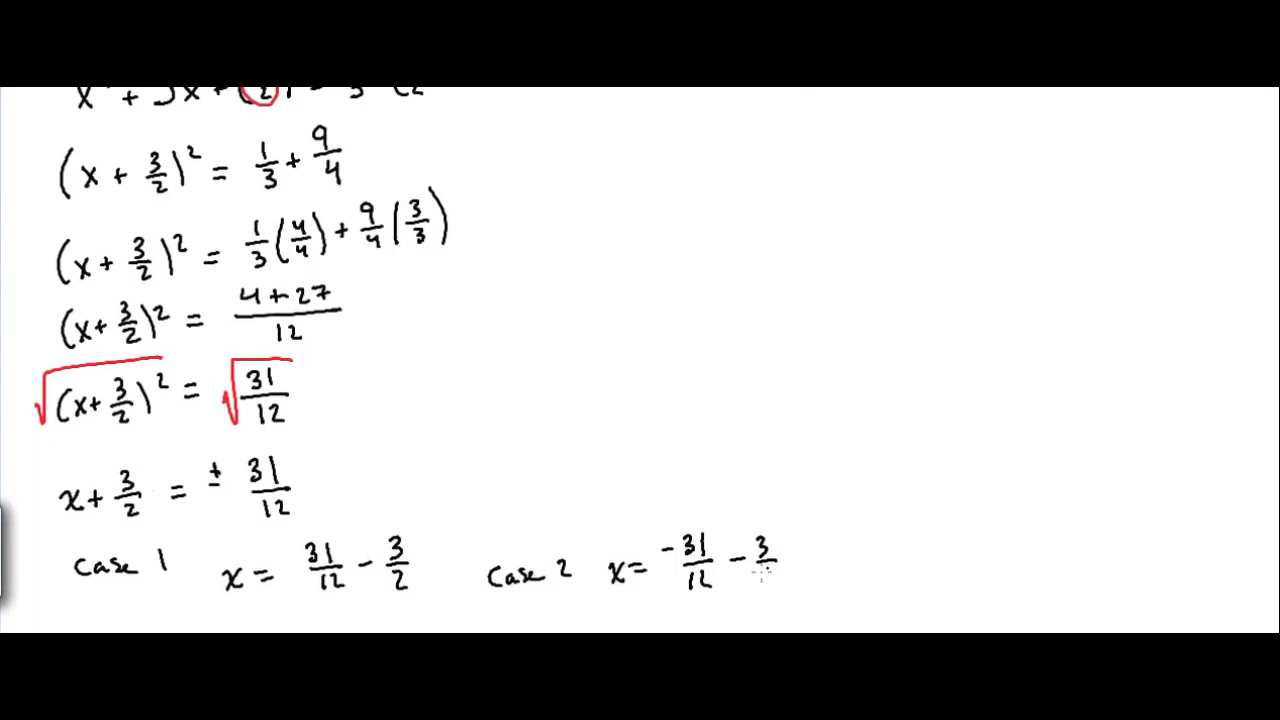 (x + 3/2)² = 1/3 + 9/4
(x + 3/2)² = 1/3 (4/4) + 9/4 (3/3)
(x + 3/2)² = (4 + 27)/12
√(x + 3/2)² = √31/12
x + 3/2 = ± 31/12
Case 1 x = 31/12 - 3/2 Case 2 x = -31/12 - 3